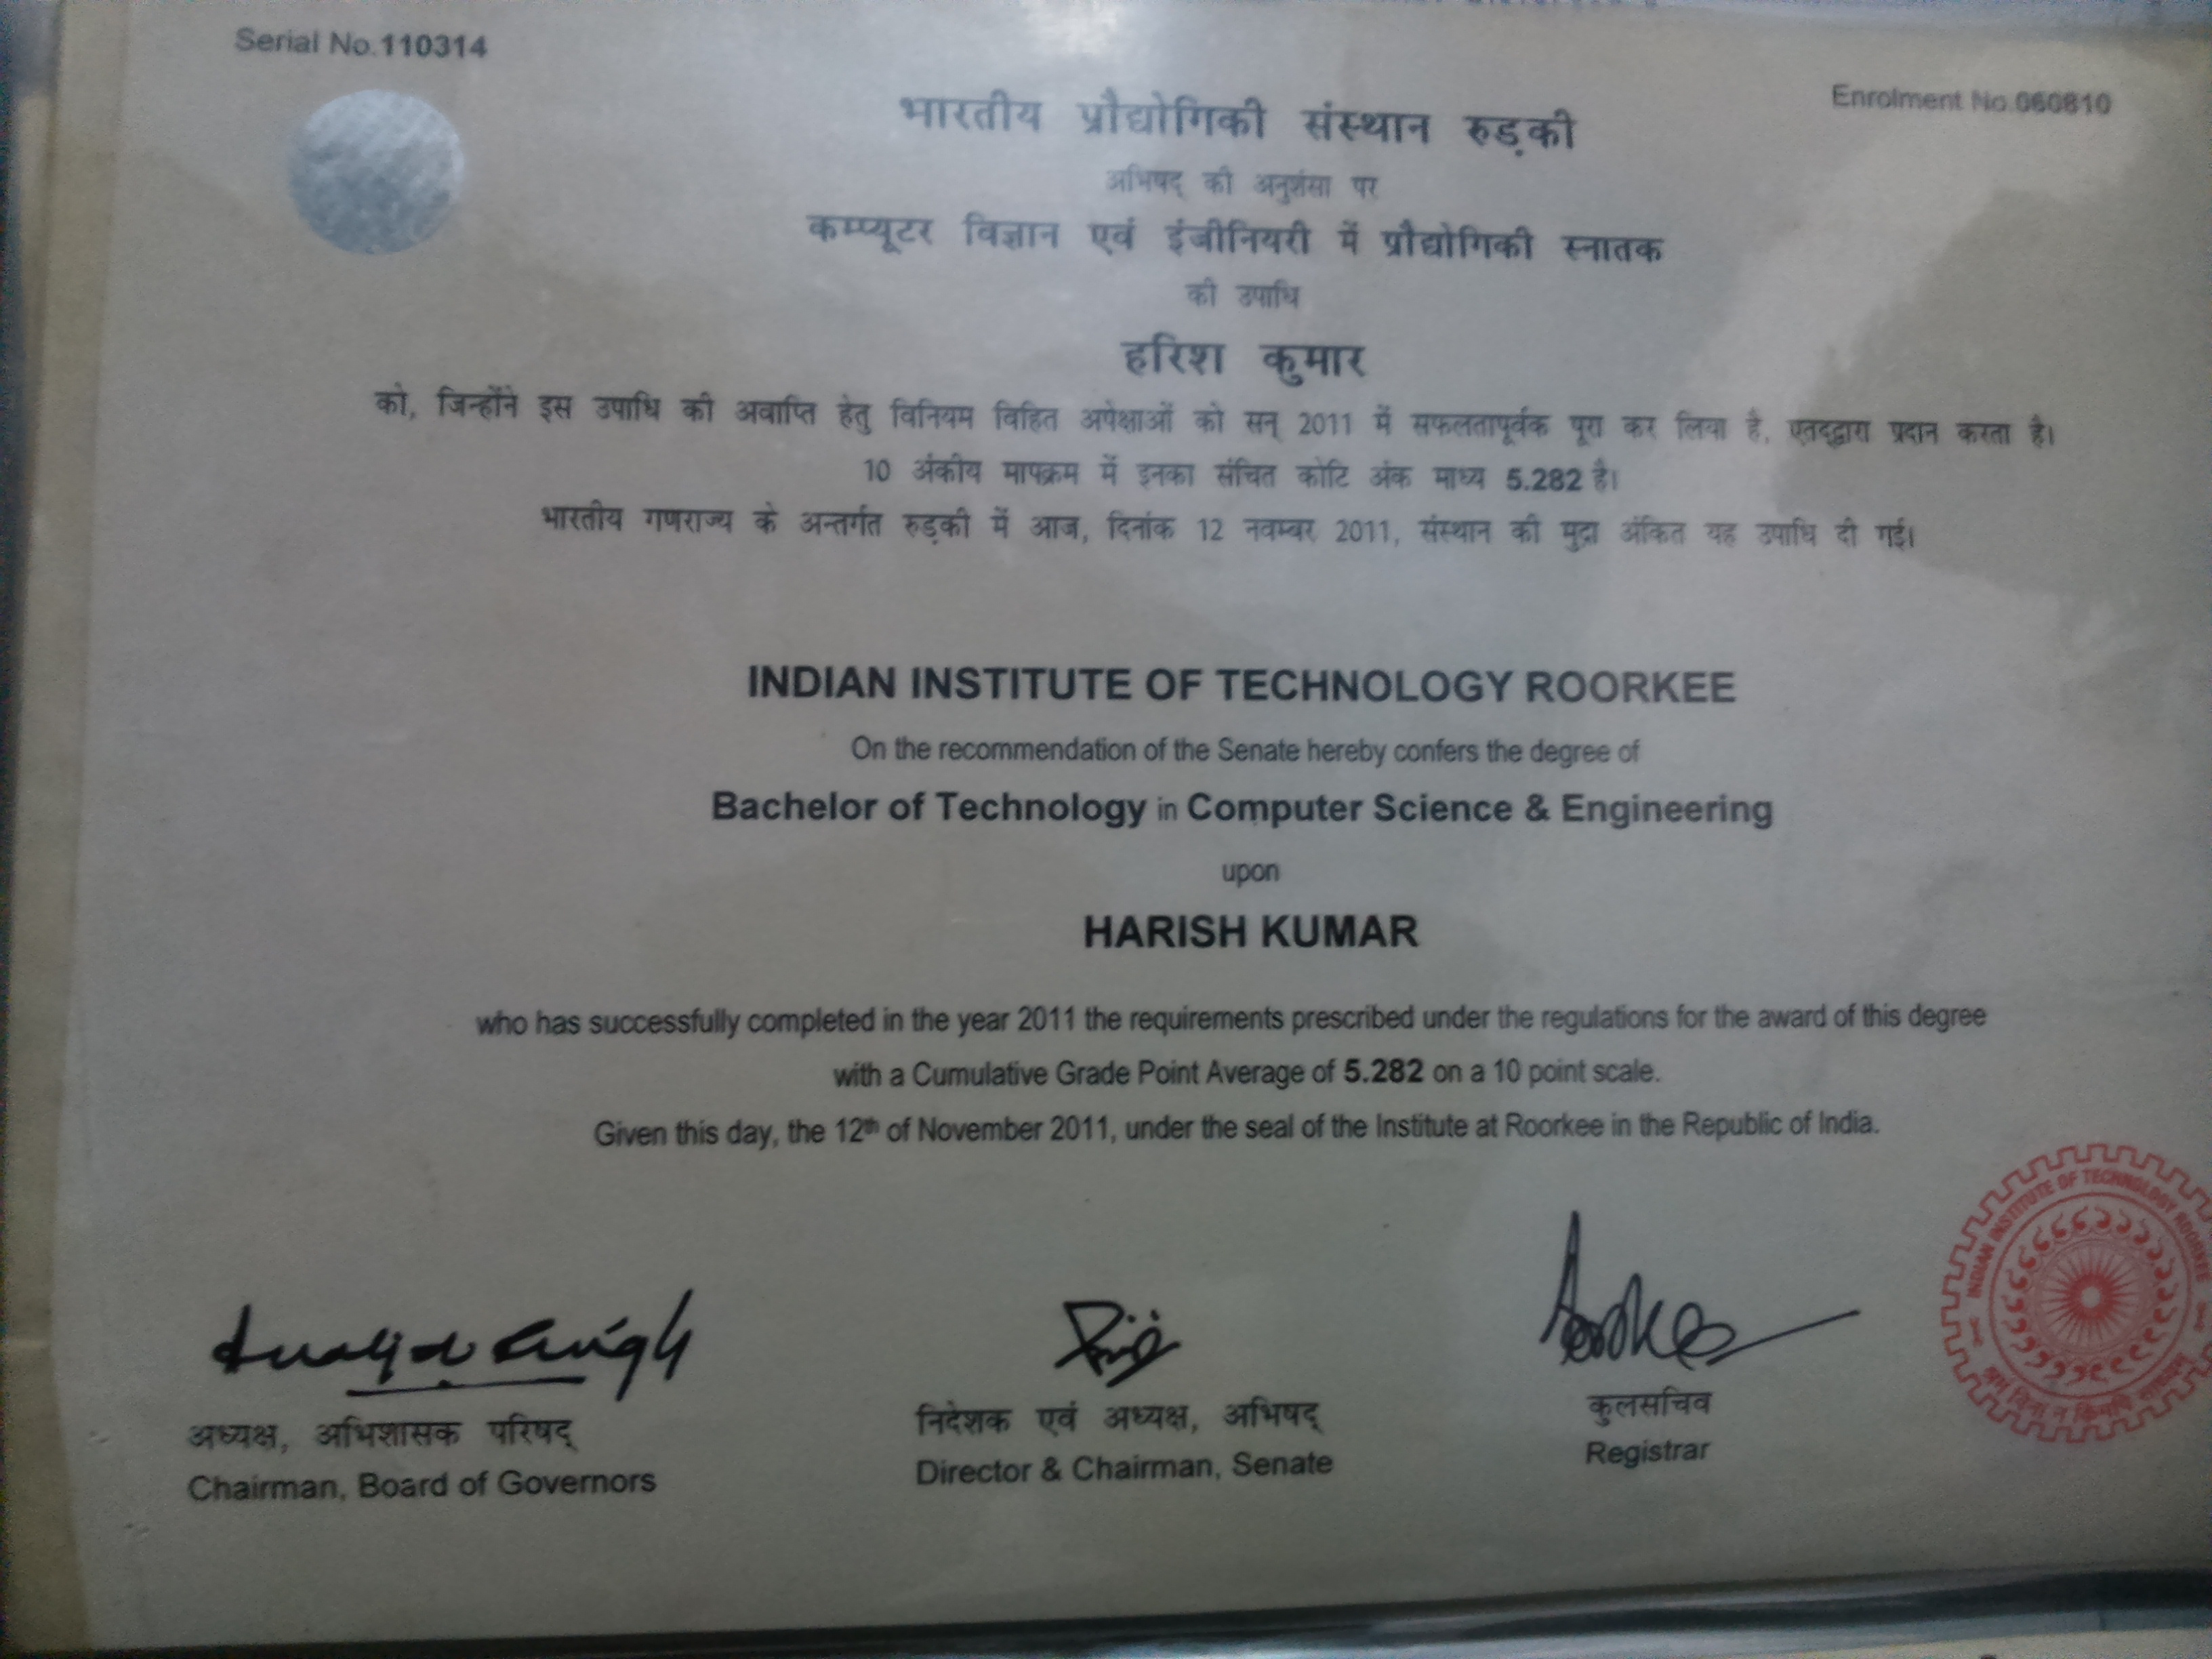 Serial No.110314
Enrolment No.060810
भारतीय प्रौद्योगिकी संस्थान रुड़की
अभिषद् की अनुशंसा पर
कम्प्यूटर विज्ञान एवं इंजीनियरी में प्रौद्योगिकी स्नातक
की उपाधि
हरिश कुमार
को, जिन्होंने इस उपाधि की अवाप्ति हेतु विनियम विहित अपेक्षाओं को सन् 2011 में सफलतापूर्वक पूरा कर लिया है, एतद्द्वारा प्रदान करता है।
10 अंकीय मापक्रम में इनका संचित कोटि अंक माध्य 5.282 है।
भारतीय गणराज्य के अन्तर्गत रुड़की में आज, दिनांक 12 नवम्बर 2011, संस्थान की मुद्रा अंकित यह उपाधि दी गई।
INDIAN INSTITUTE OF TECHNOLOGY ROORKEE
On the recommendation of the Senate hereby confers the degree of
Bachelor of Technology in Computer Science & Engineering
upon
HARISH KUMAR
who has successfully completed in the year 2011 the requirements prescribed under the regulations for the award of this degree
with a Cumulative Grade Point Average of 5.282 on a 10 point scale.
Given this day, the 12th of November 2011, under the seal of the Institute at Roorkee in the Republic of India.
INDIAN INSTITUTE OF TECHNOLOGY ROORKEE
अध्यक्ष, अभिशासक परिषद्
Chairman, Board of Governors
निदेशक एवं अध्यक्ष, अभिषद्
Director & Chairman, Senate
कुलसचिव
Registrar